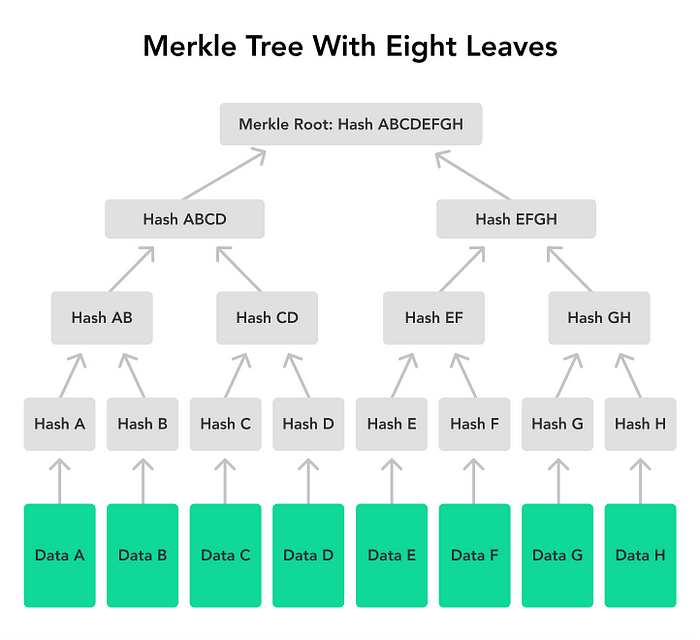 Merkle Tree With Eight Leaves
Merkle Root: Hash ABCDEFGH
Hash ABCD
Hash EFGH
Hash AB
Hash CD
Hash EF
Hash GH
Hash A
Hash B
Hash C
Hash D
Hash E
Hash F
Hash G
Hash H
Data A
Data B
Data C
Data D
Data E
Data F
Data G
Data H